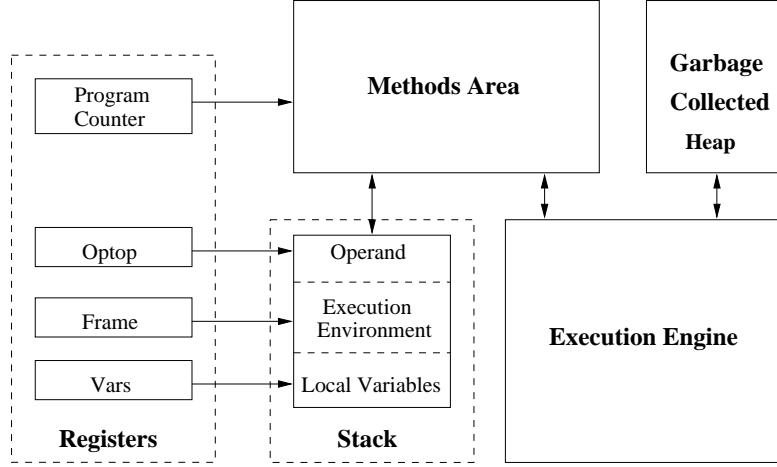 Program
Counter
Methods Area
Garbage
Collected
Heap
Optop
Operand
Frame
Execution
Environment
Execution Engine
Vars
Local Variables
Registers
Stack